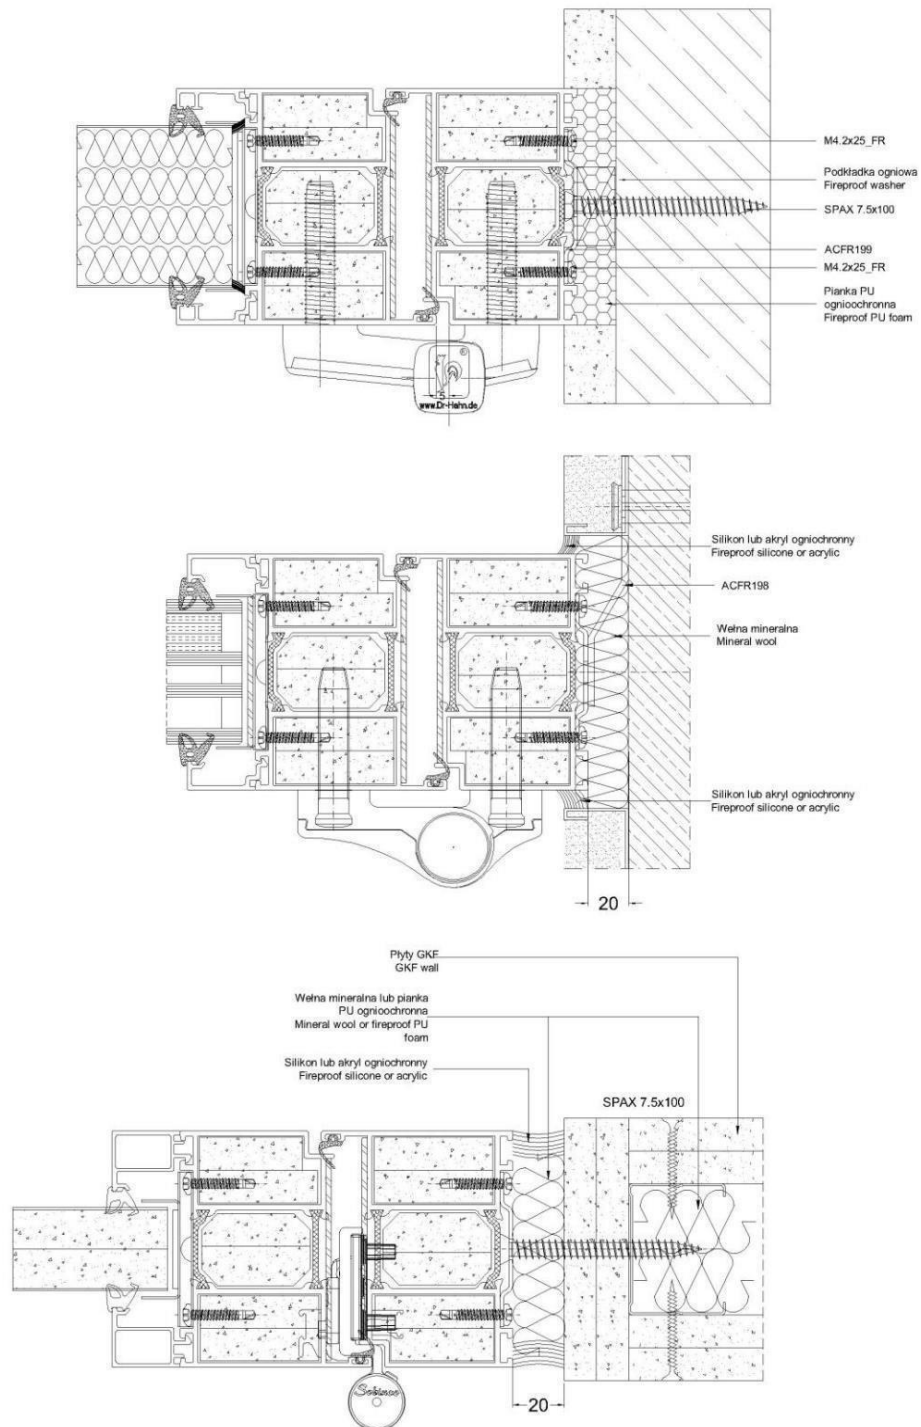 M4.2x25_FR
Podkładka ogniowa
Fireproof washer
SPAX 7.5x100
ACFR199
M4.2x25_FR
Pianka PU
ognioochronna
Fireproof PU foam
5
www.Dr-Hahn.de
Silikon lub akryl ogniochronny
Fireproof silicone or acrylic
ACFR198
Wełna mineralna
Mineral wool
Silikon lub akryl ogniochronny
Fireproof silicone or acrylic
20
Płyty GKF
GKF wall
Wełna mineralna lub pianka
PU ognioochronna
Mineral wool or fireproof PU
foam
Silikon lub akryl ogniochronny
Fireproof silicone or acrylic
SPAX 7.5x100
20
Sobinco